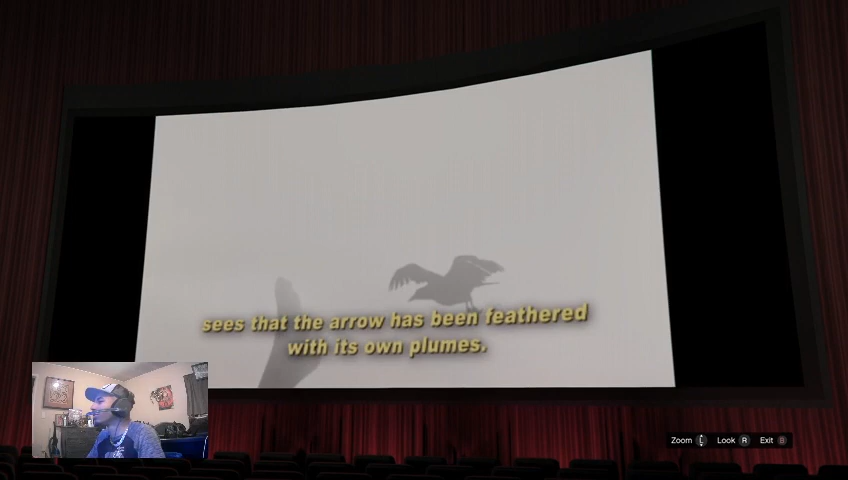 sees that the arrow has been feathered
with its own plumes.
Zoom L Look R Exit B